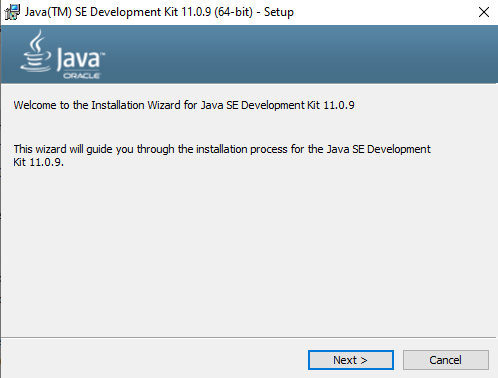 Java(TM) SE Development Kit 11.0.9 (64-bit) - Setup
Java™
ORACLE
Welcome to the Installation Wizard for Java SE Development Kit 11.0.9
This wizard will guide you through the installation process for the Java SE Development
Kit 11.0.9.
Next >
Cancel